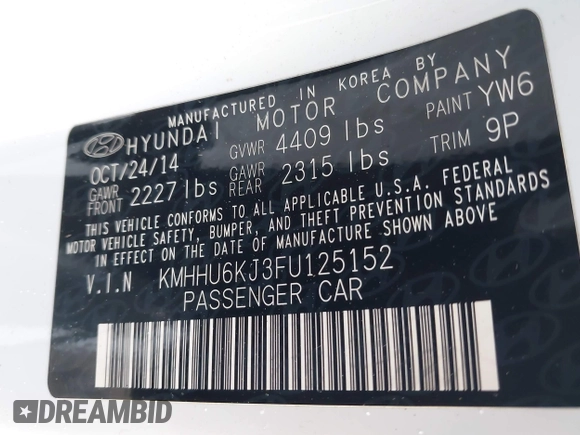 MANUFACTURED IN KOREA BY
HYUNDAI MOTOR COMPANY
OCT/24/14 GVWR 4409 lbs PAINT YW6
GAWR FRONT 2227 lbs GAWR REAR 2315 lbs TRIM 9P
THIS VEHICLE CONFORMS TO ALL APPLICABLE U.S.A. FEDERAL
MOTOR VEHICLE SAFETY, BUMPER, AND THEFT PREVENTION STANDARDS
IN EFFECT ON THE DATE OF MANUFACTURE SHOWN ABOVE
V.I.N KMHHU6KJ3FU125152
PASSENGER CAR
DREAMBID